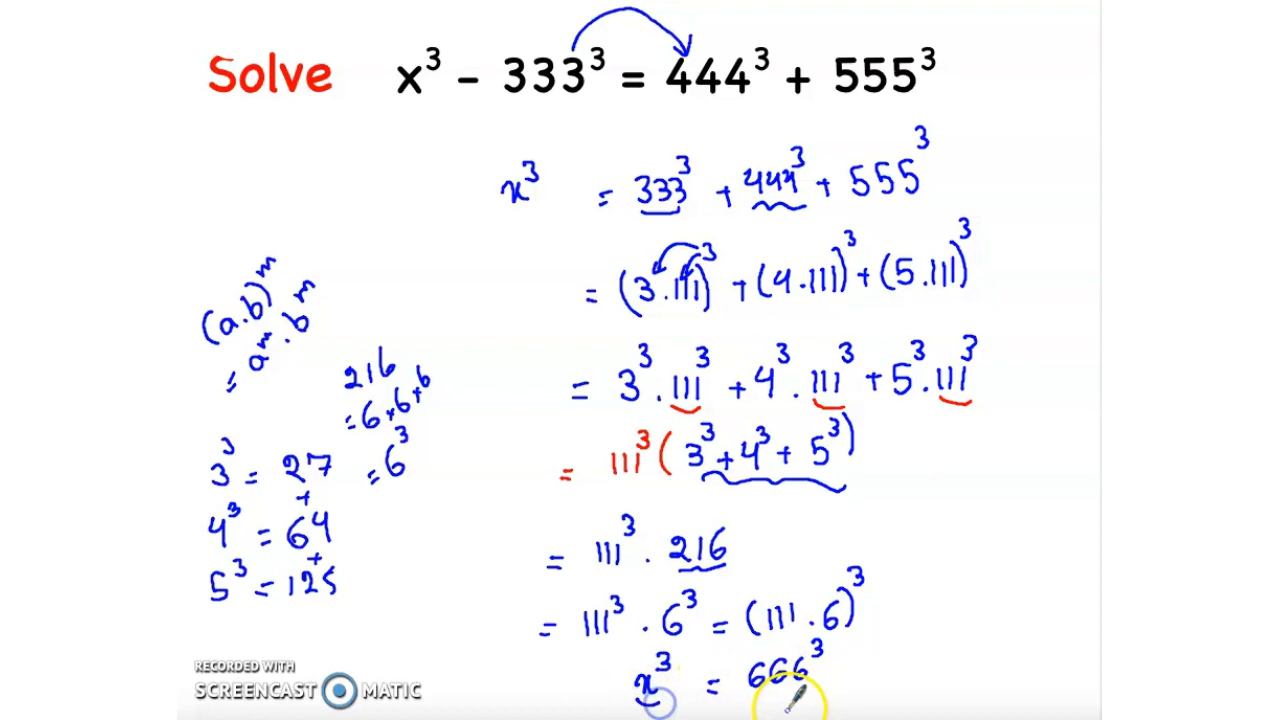 Solve x³ - 333³ = 444³ + 555³
x³ = 333³ + 444³ + 555³
= (3.111)³ + (4.111)³ + (5.111)³
(a.b)ᵐ
= aᵐ.bᵐ
= 3³.111³ + 4³.111³ + 5³.111³
216
= 6*6*6
= 6³
= 111³(3³+4³+5³)
3³ = 27
+
4³ = 64
+
5³ = 125
= 111³.216
= 111³.6³ = (111.6)³
x³ = 666³
RECORDED WITH
SCREENCAST MATIC